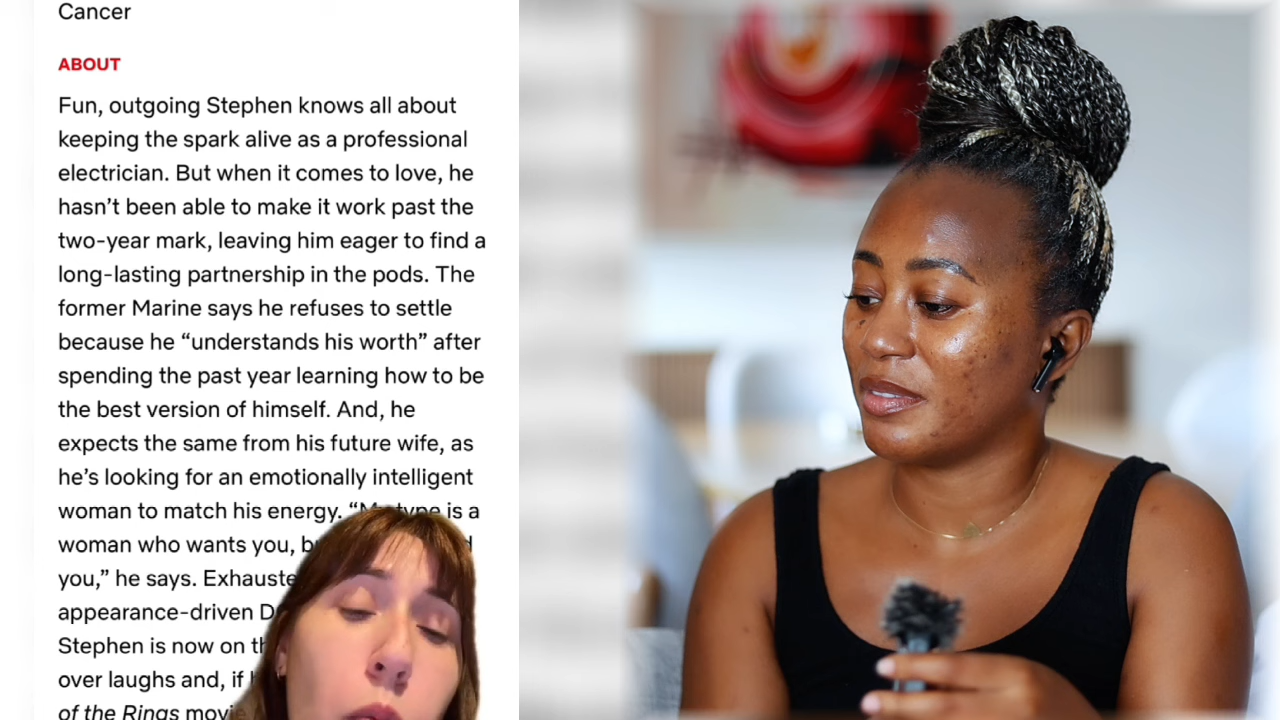 Cancer
ABOUT
Fun, outgoing Stephen knows all about
keeping the spark alive as a professional
electrician. But when it comes to love, he
hasn’t been able to make it work past the
two-year mark, leaving him eager to find a
long-lasting partnership in the pods. The
former Marine says he refuses to settle
because he “understands his worth” after
spending the past year learning how to be
the best version of himself. And, he
expects the same from his future wife, as
he’s looking for an emotionally intelligent
woman to match his energy. “My type is a
woman who wants you,
you,” he says.
appearance-driven
Stephen is now on
over laughs and, if
of the Rings movie